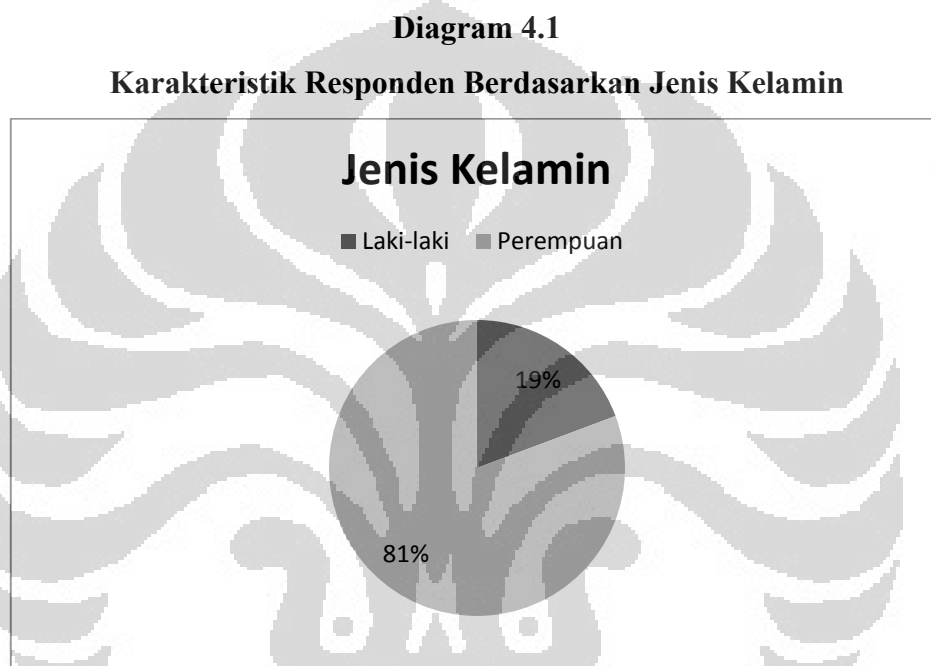 Diagram 4.1
Karakteristik Responden Berdasarkan Jenis Kelamin
Jenis Kelamin
Laki-laki Perempuan
19%
81%